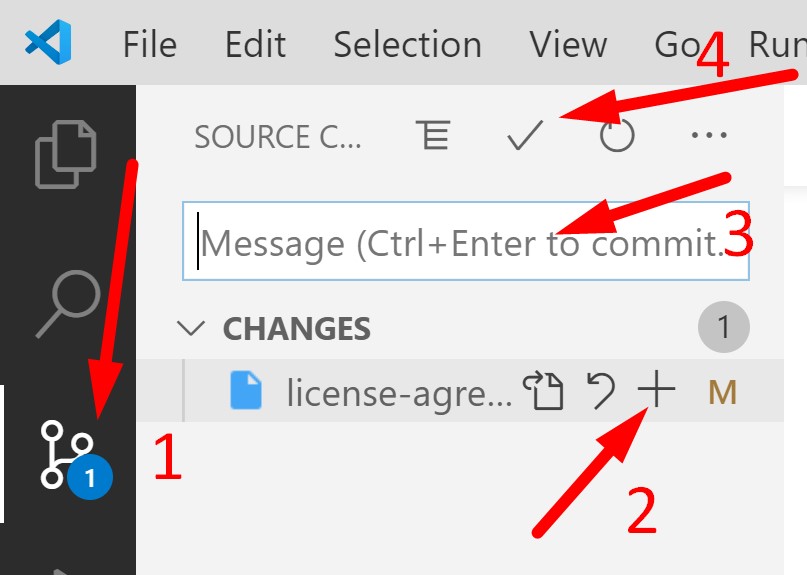 File Edit Selection View Go Run
4
SOURCE C...
Message (Ctrl+Enter to commit.
3
CHANGES 1
license-agre... M
1
1
2